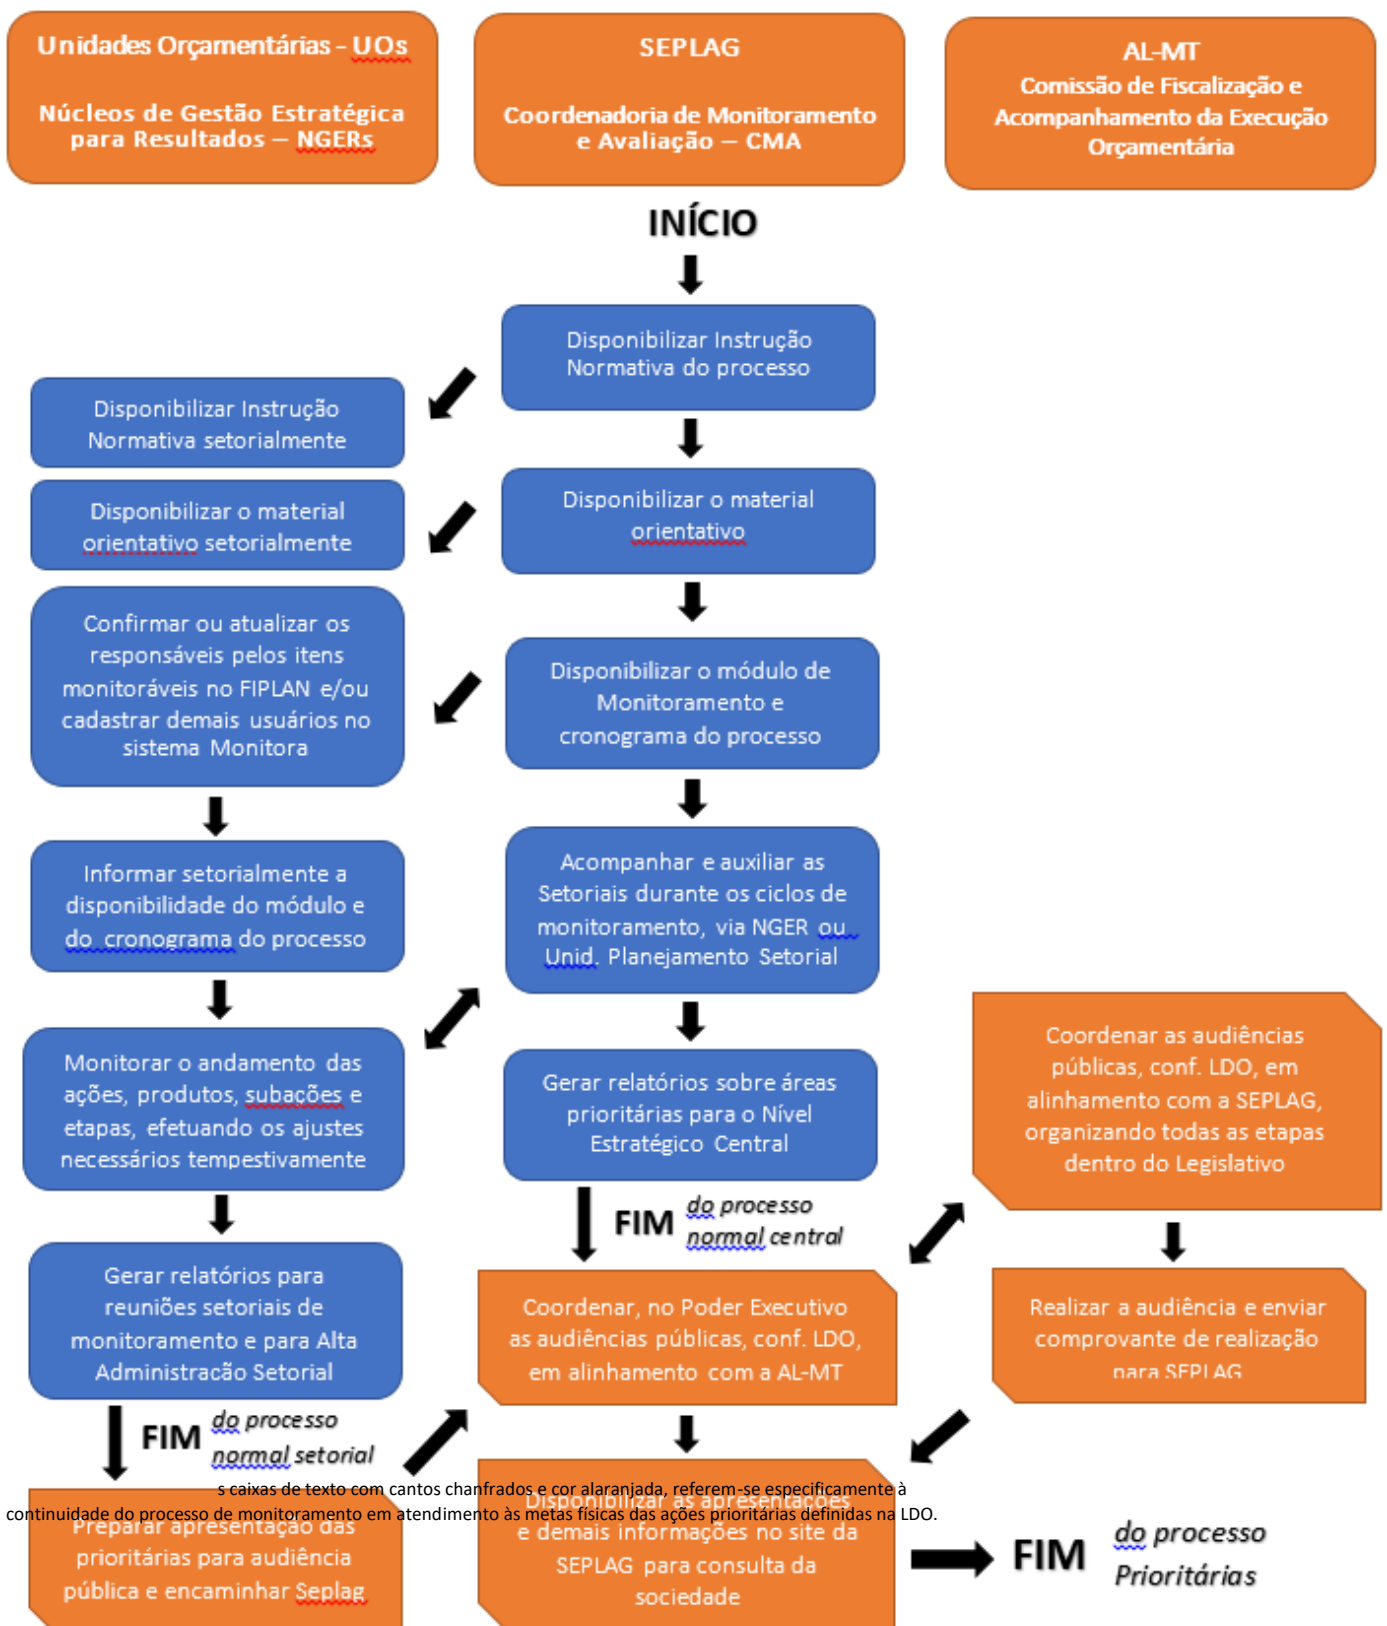 Unidades Orçamentárias - UOs
Núcleos de Gestão Estratégica
para Resultados – NGERs
SEPLAG
Coordenadoria de Monitoramento
e Avaliação – CMA
AL-MT
Comissão de Fiscalização e
Acompanhamento da Execução
Orçamentária
INÍCIO
Disponibilizar Instrução
Normativa do processo
Disponibilizar Instrução
Normativa setorialmente
Disponibilizar o material
orientativo
Disponibilizar o material
orientativo setorialmente
Disponibilizar o módulo de
Monitoramento e
cronograma do processo
Confirmar ou atualizar os
responsáveis pelos itens
monitoráveis no FIPLAN e/ou
cadastrar demais usuários no
sistema Monitora
Acompanhar e auxiliar as
Setoriais durante os ciclos de
monitoramento, via NGER ou
Unid. Planejamento Setorial
Informar setorialmente a
disponibilidade do módulo e
do cronograma do processo
Monitorar o andamento das
ações, produtos, subações e
etapas, efetuando os ajustes
necessários tempestivamente
Gerar relatórios sobre áreas
prioritárias para o Nível
Estratégico Central
Coordenar as audiências
públicas, conf. LDO, em
alinhamento com a SEPLAG,
organizando todas as etapas
dentro do Legislativo
FIM do processo
normal central
Gerar relatórios para
reuniões setoriais de
monitoramento e para Alta
Administracão Setorial
Coordenar, no Poder Executivo
as audiências públicas, conf. LDO,
em alinhamento com a AL-MT
Realizar a audiência e enviar
comprovante de realização
para SEPLAG
FIM do processo
normal setorial
s caixas de texto com cantos chanfrados e cor alaranjada, referem-se especificamente à
continuidade do processo de monitoramento em atendimento às metas físicas das ações prioritárias definidas na LDO.
Preparar apresentação das
prioritárias para audiência
pública e encaminhar Seplag
Disponibilizar as apresentações
e demais informações no site da
SEPLAG para consulta da
sociedade
FIM do processo
Prioritárias